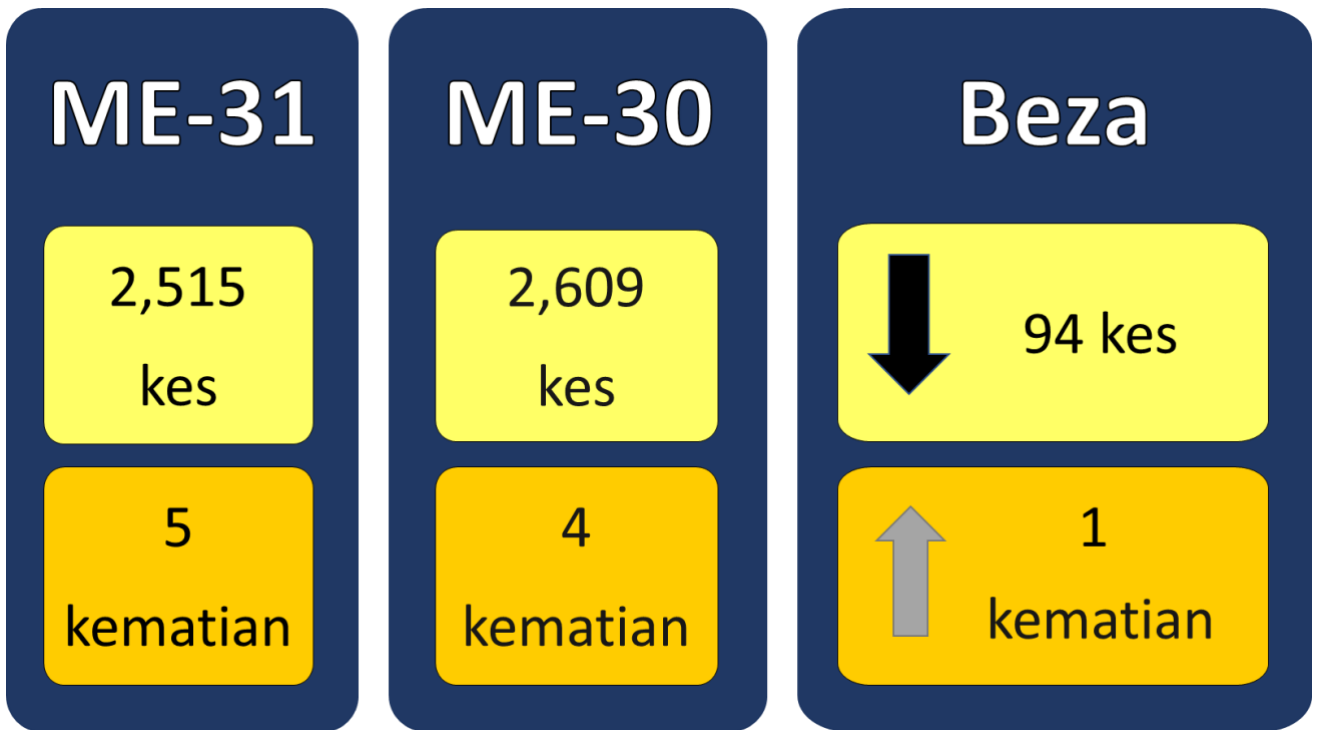 ME-31
2,515
kes
5
kematian
ME-30
2,609
kes
4
kematian
Beza
94 kes
1
kematian